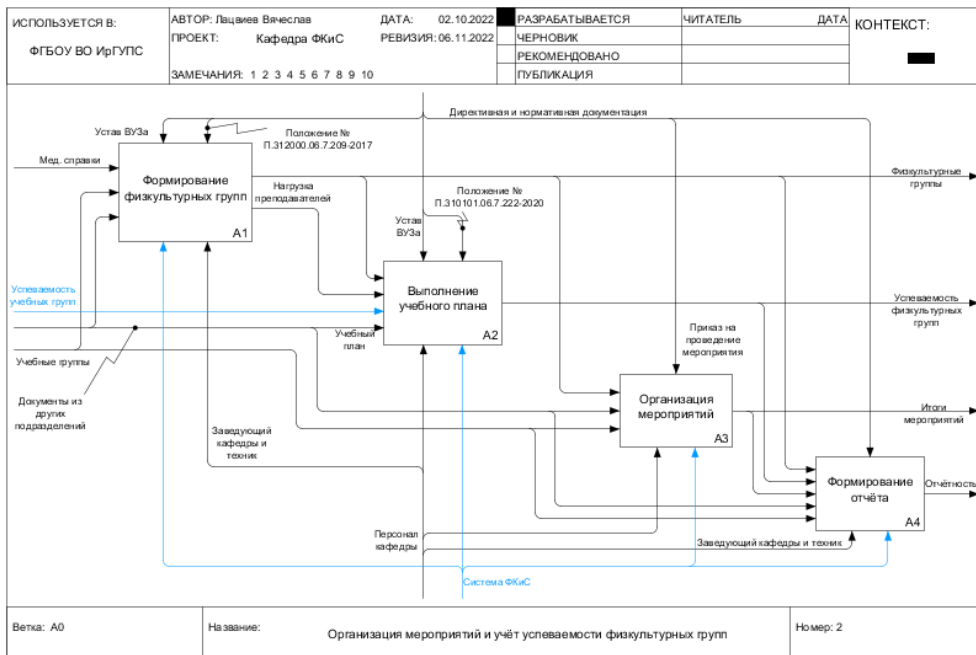 ИСПОЛЬЗУЕТСЯ В:
ФГБОУ ВО ИрГУПС
АВТОР: Лацвиев Вячеслав
ДАТА: 02.10.2022
ПРОЕКТ: Кафедра ФКиС
РЕВИЗИЯ: 06.11.2022
ЗАМЕЧАНИЯ: 1 2 3 4 5 6 7 8 9 10
РАЗРАБАТЫВАЕТСЯ
ЧЕРНОВИК
РЕКОМЕНДОВАНО
ПУБЛИКАЦИЯ
ЧИТАТЕЛЬ
ДАТА
КОНТЕКСТ:
Директивная и нормативная документация
Устав ВУЗа
Положение №
П.312000.06.7.209-2017
Мед. справки
Формирование
физкультурных групп
A1
Физкультурные
группы
Нагрузка
преподавателей
Положение №
П.310101.06.7.222-2020
Устав
ВУЗа
Успеваемость
учебных групп
Выполнение
учебного плана
A2
Успеваемость
физкультурных
групп
Учебный
план
Приказ на
проведение
мероприятия
Учебные группы
Документы из
других
подразделений
Организация
мероприятий
A3
Итоги
мероприятий
Заведующий
кафедры и
техник
Формирование
отчёта
A4
Отчётность
Персонал
кафедры
Заведующий кафедры и техник
Система ФКиС
Ветка: A0
Название:
Организация мероприятий и учёт успеваемости физкультурных групп
Номер: 2